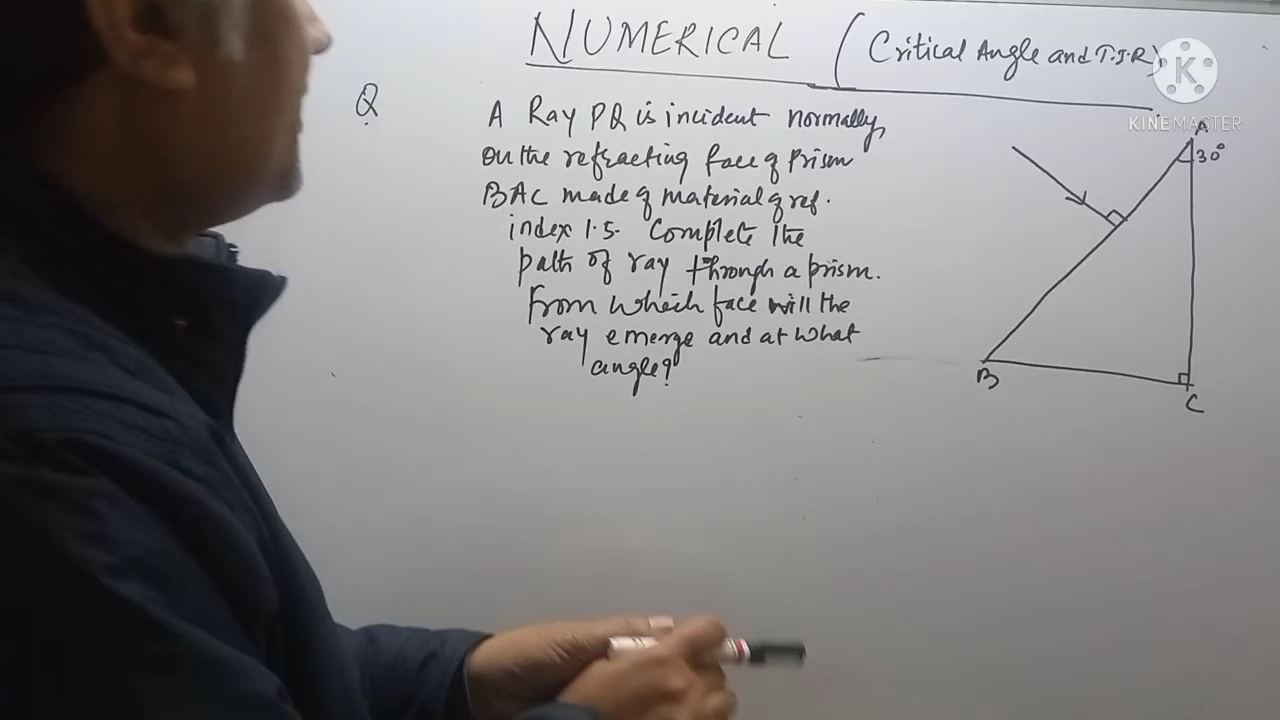 NUMERICAL (Critical Angle and T.I.R)
K
KINEMASTER
Q
A Ray PQ is incident normally,
on the refracting face of Prism
BAC made of material of ref.
index 1.5. Complete the
path of ray through a prism.
From which face will the
ray emerge and at what
angle?
A
30°
B
C